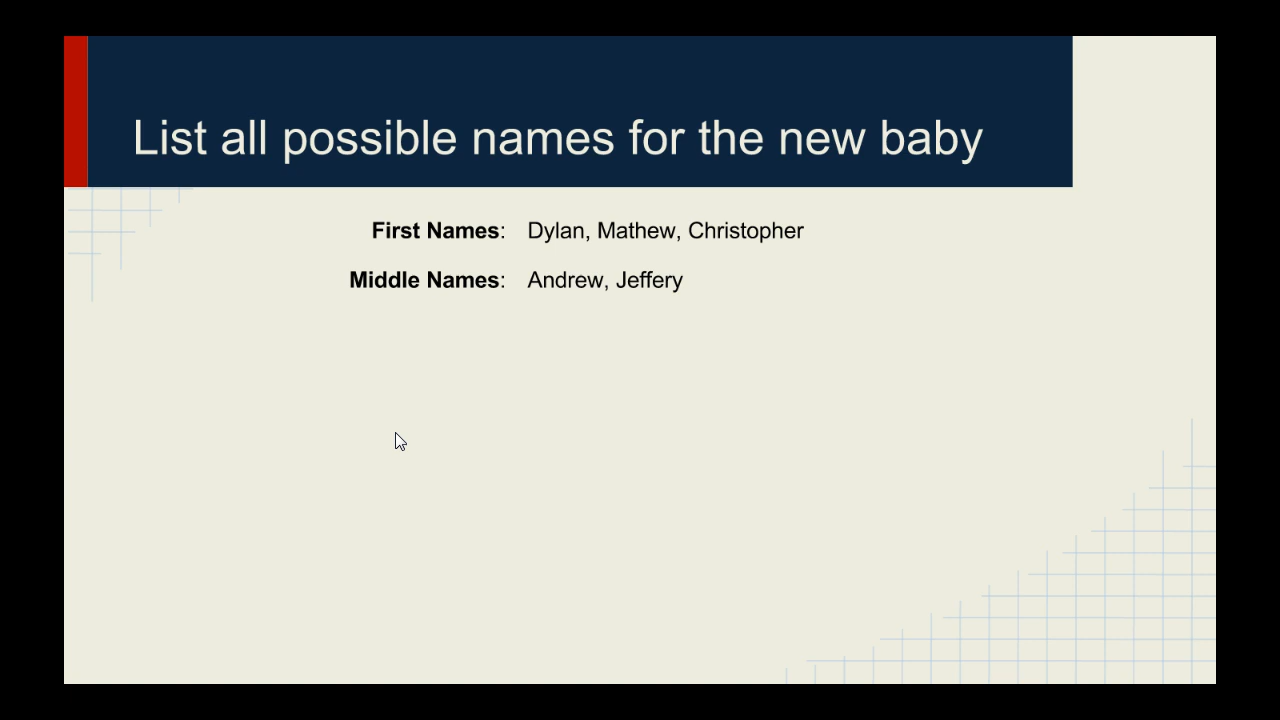 List all possible names for the new baby
First Names: Dylan, Mathew, Christopher
Middle Names: Andrew, Jeffery